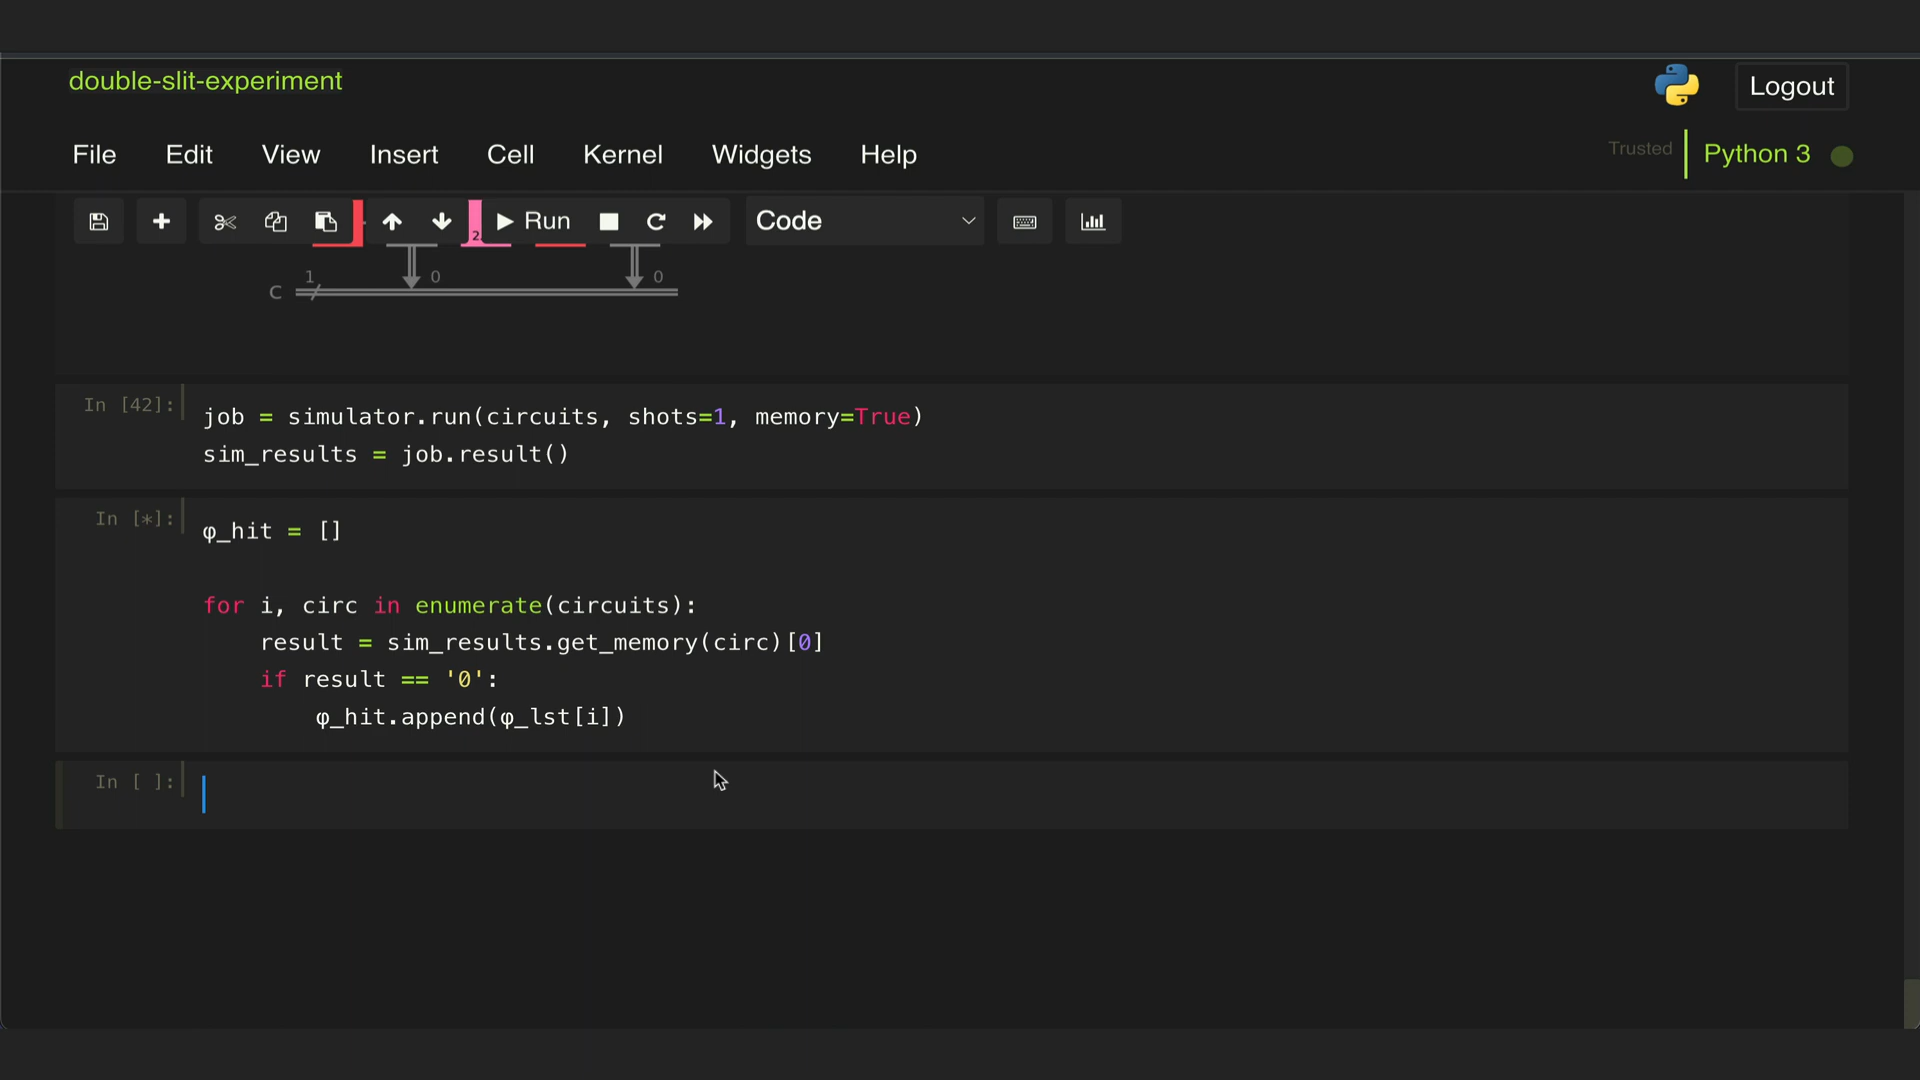 double-slit-experiment
Logout
File Edit View Insert Cell Kernel Widgets Help
Trusted
Python 3
Run
Code
2
1 0 0
c
In [42]:
job = simulator.run(circuits, shots=1, memory=True)
sim_results = job.result()
In [*]:
φ_hit = []
for i, circ in enumerate(circuits):
    result = sim_results.get_memory(circ)[0]
    if result == '0':
        φ_hit.append(φ_lst[i])
In [ ]: